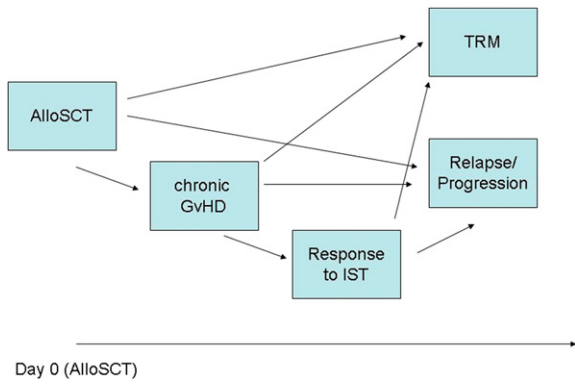 TRM
AlloSCT
Relapse/
Progression
chronic
GvHD
Response
to IST
Day 0 (AlloSCT)